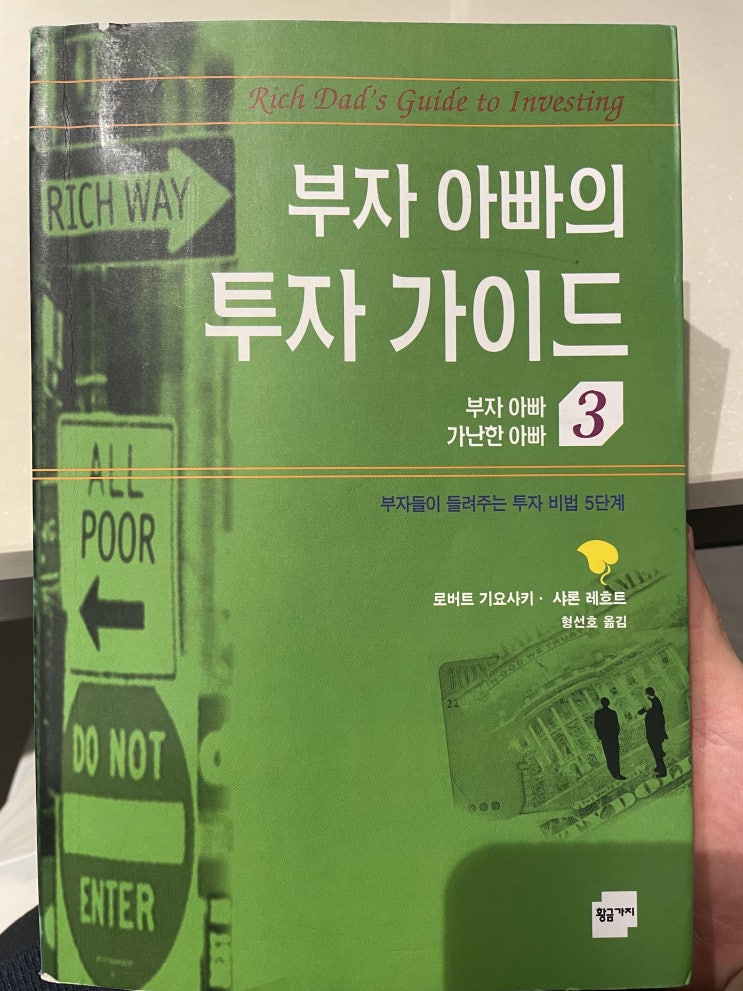 Rich Dad's Guide to Investing
RICH WAY
부자 아빠의
투자 가이드
부자 아빠
가난한 아빠
3
ALL
POOR
부자들이 들려주는 투자 비법 5단계
로버트 기요사키 · 샤론 레흐트
형선호 옮김
22
DO NOT
ENTER
황금가지